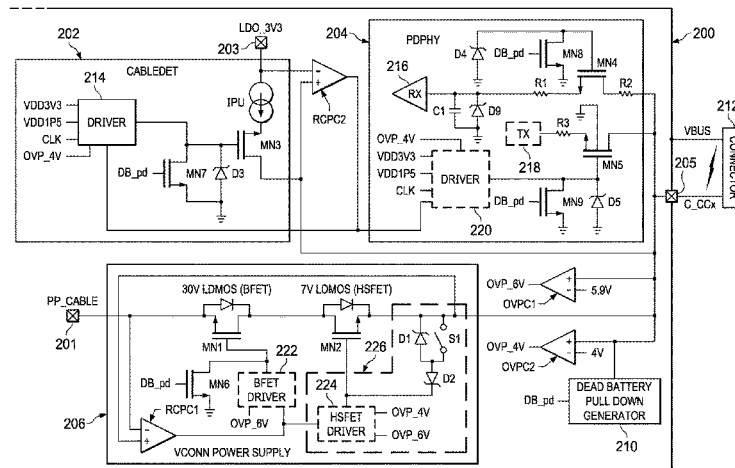 202
LDO_3V3
203
204
PDPHY
200
CABLEDET
214
DRIVER
VDD3V3
VDD1P5
CLK
OVP_4V
IPU
RCPC2
MN3
DB_pd
MN7
D3
216
RX
D4
DB_pd
MN8
MN4
R1
R2
C1
D9
TX
218
R3
MN5
OVP_4V
VDD3V3
VDD1P5
CLK
DRIVER
220
DB_pd
MN9
D5
212
VBUS
205
C_CCx
CONNECTOR
PP_CABLE
201
30V LDMOS (BFET)
7V LDMOS (HSFET)
MN1
MN2
226
D1
S1
D2
222
BFET
DRIVER
DB_pd
MN6
OVP_6V
224
HSFET
DRIVER
OVP_4V
OVP_6V
206
RCPC1
VCONN POWER SUPPLY
OVP_6V
+
-
5.9V
OVPC1
OVP_4V
+
-
4V
OVPC2
DB_pd
DEAD BATTERY
PULL DOWN
GENERATOR
210